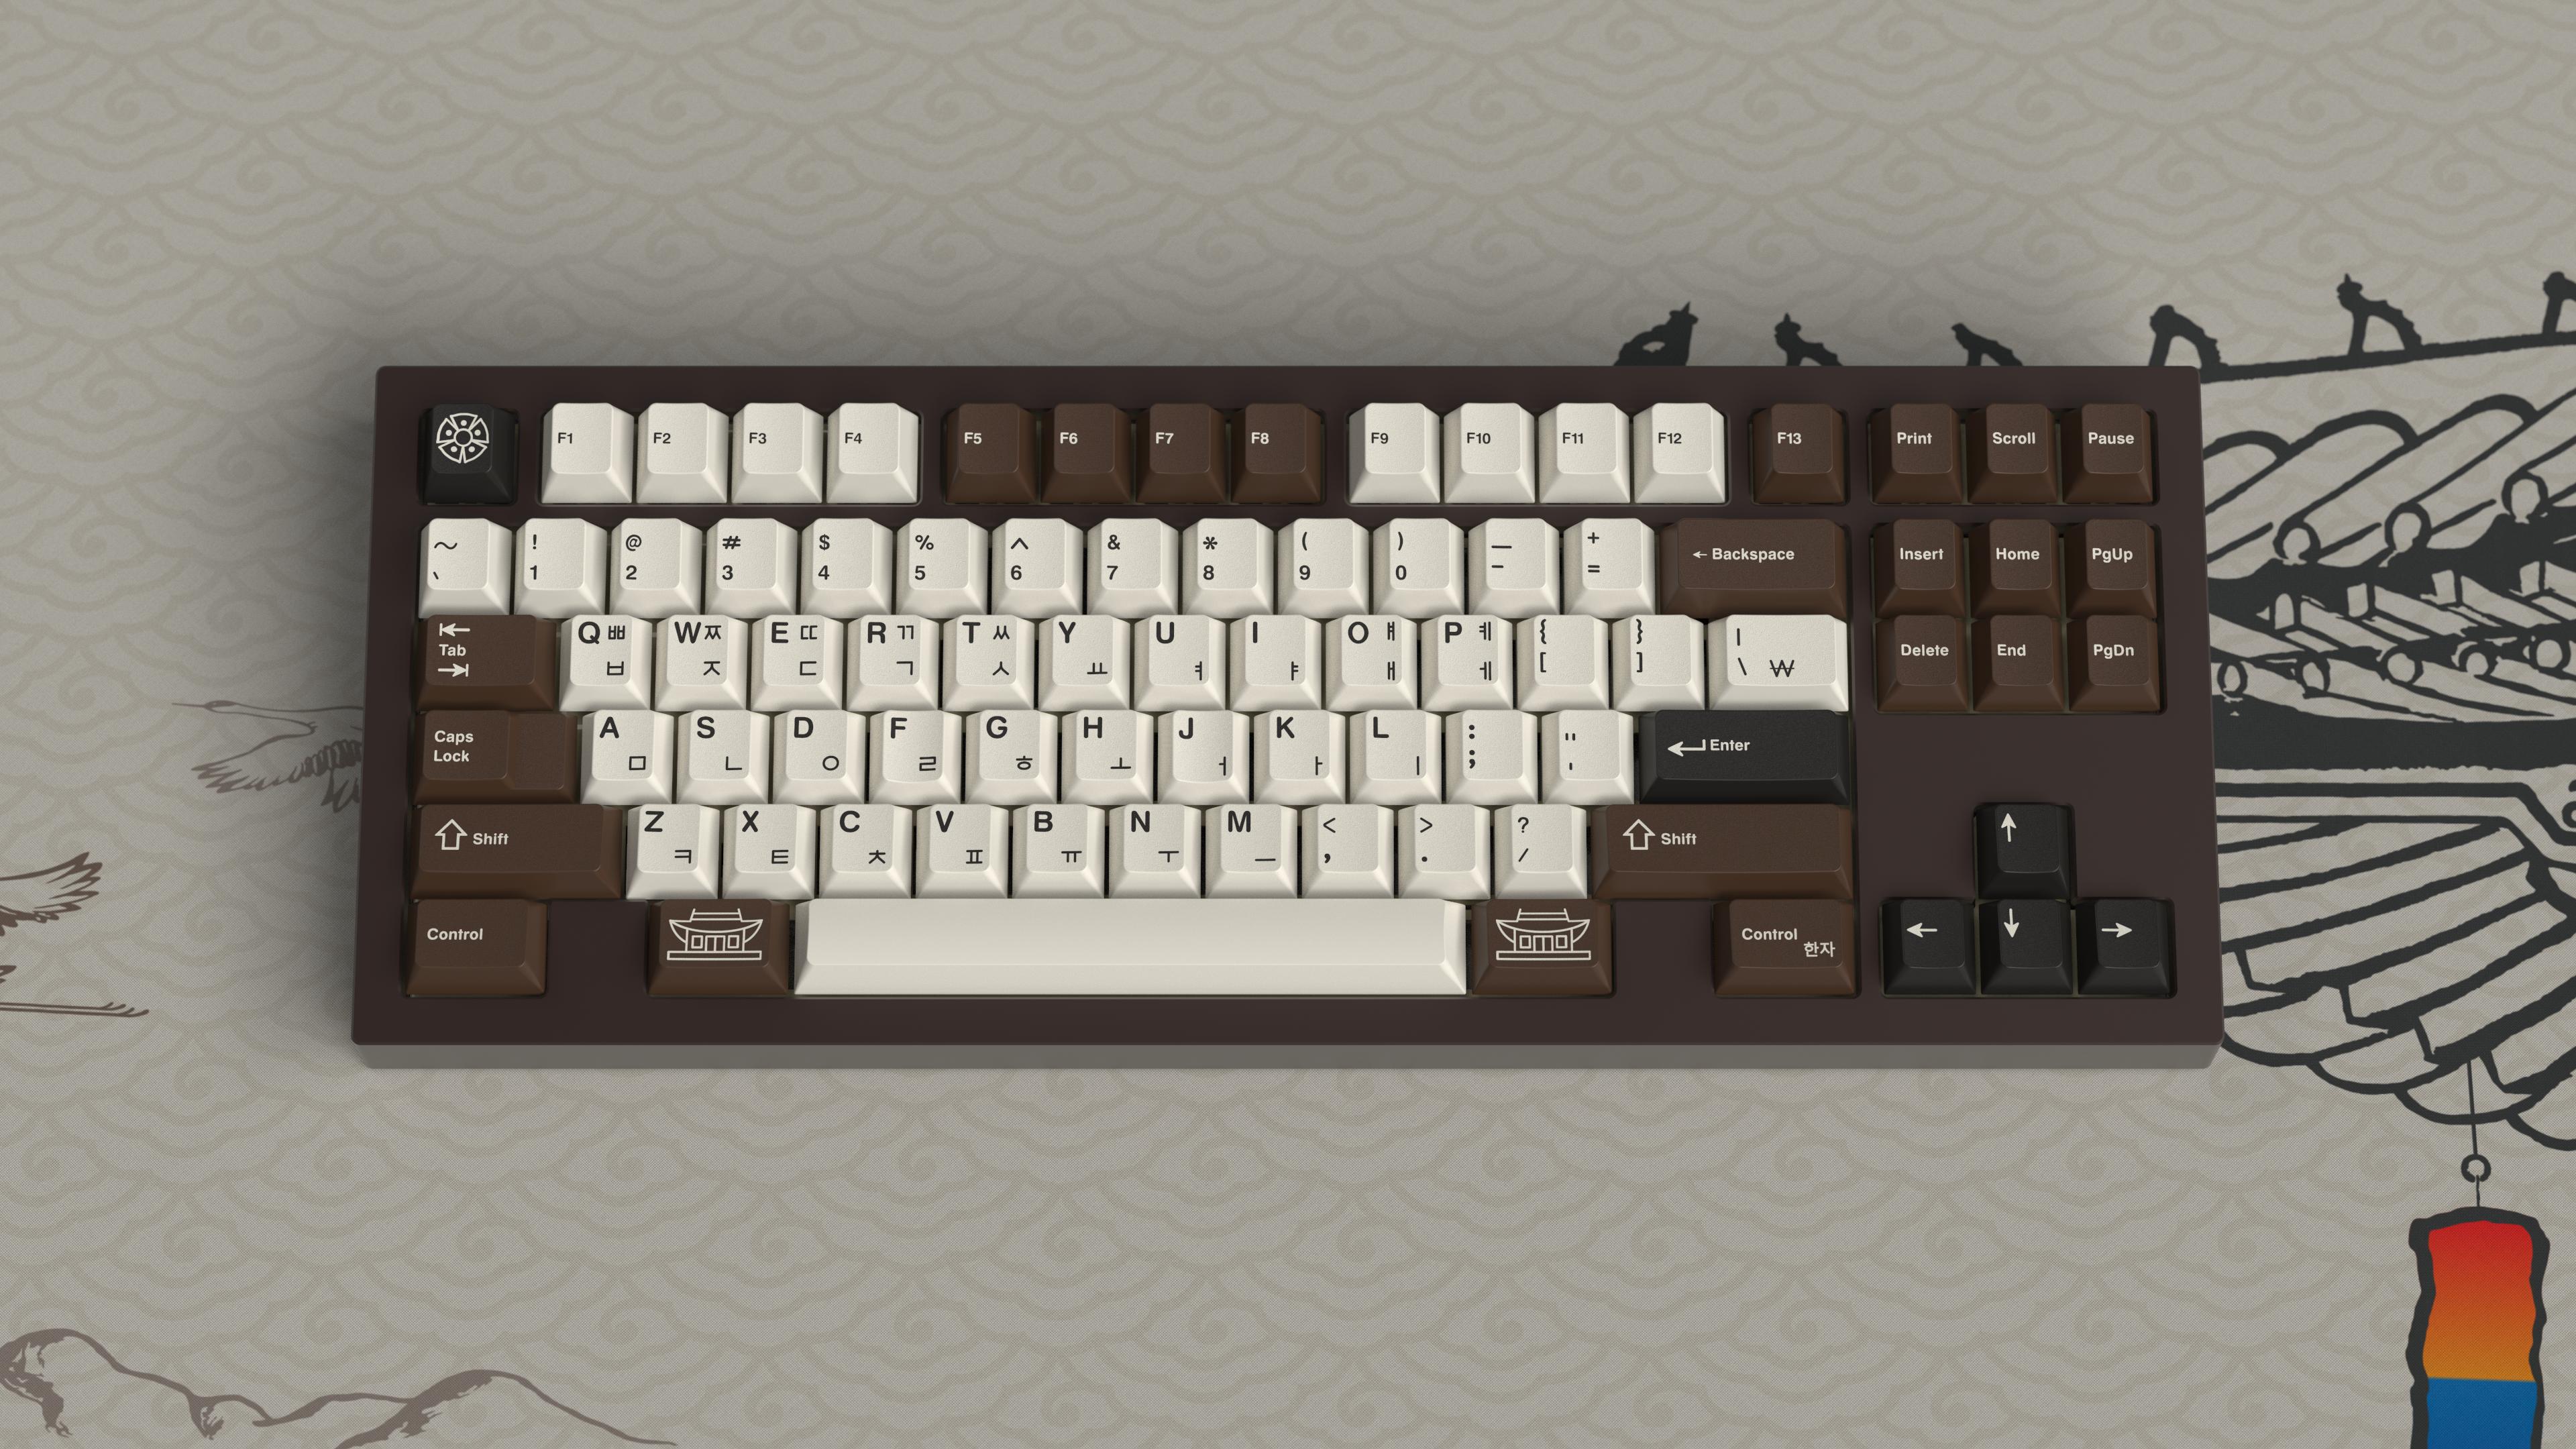 F1 F2 F3 F4 F5 F6 F7 F8 F9 F10 F11 F12 F13 Print Scroll Pause
~ ! @ # $ % ^ & * ( ) — +
` 1 2 3 4 5 6 7 8 9 0 - = ← Backspace Insert Home PgUp
Tab Q ㅃ W ㅉ E ㄸ R ㄲ T ㅆ Y U I O ㅒ P ㅖ { } |
ㅂ ㅈ ㄷ ㄱ ㅅ ㅛ ㅕ ㅑ ㅐ ㅔ [ ] \ ₩ Delete End PgDn
Caps Lock A S D F G H J K L : " Enter
ㅁ ㄴ ㅇ ㄹ ㅎ ㅗ ㅓ ㅏ ㅣ ; '
Shift Z X C V B N M < > ? Shift ↑
ㅋ ㅌ ㅊ ㅍ ㅠ ㅜ ㅡ , . /
Control Control 한자 ← ↓ →